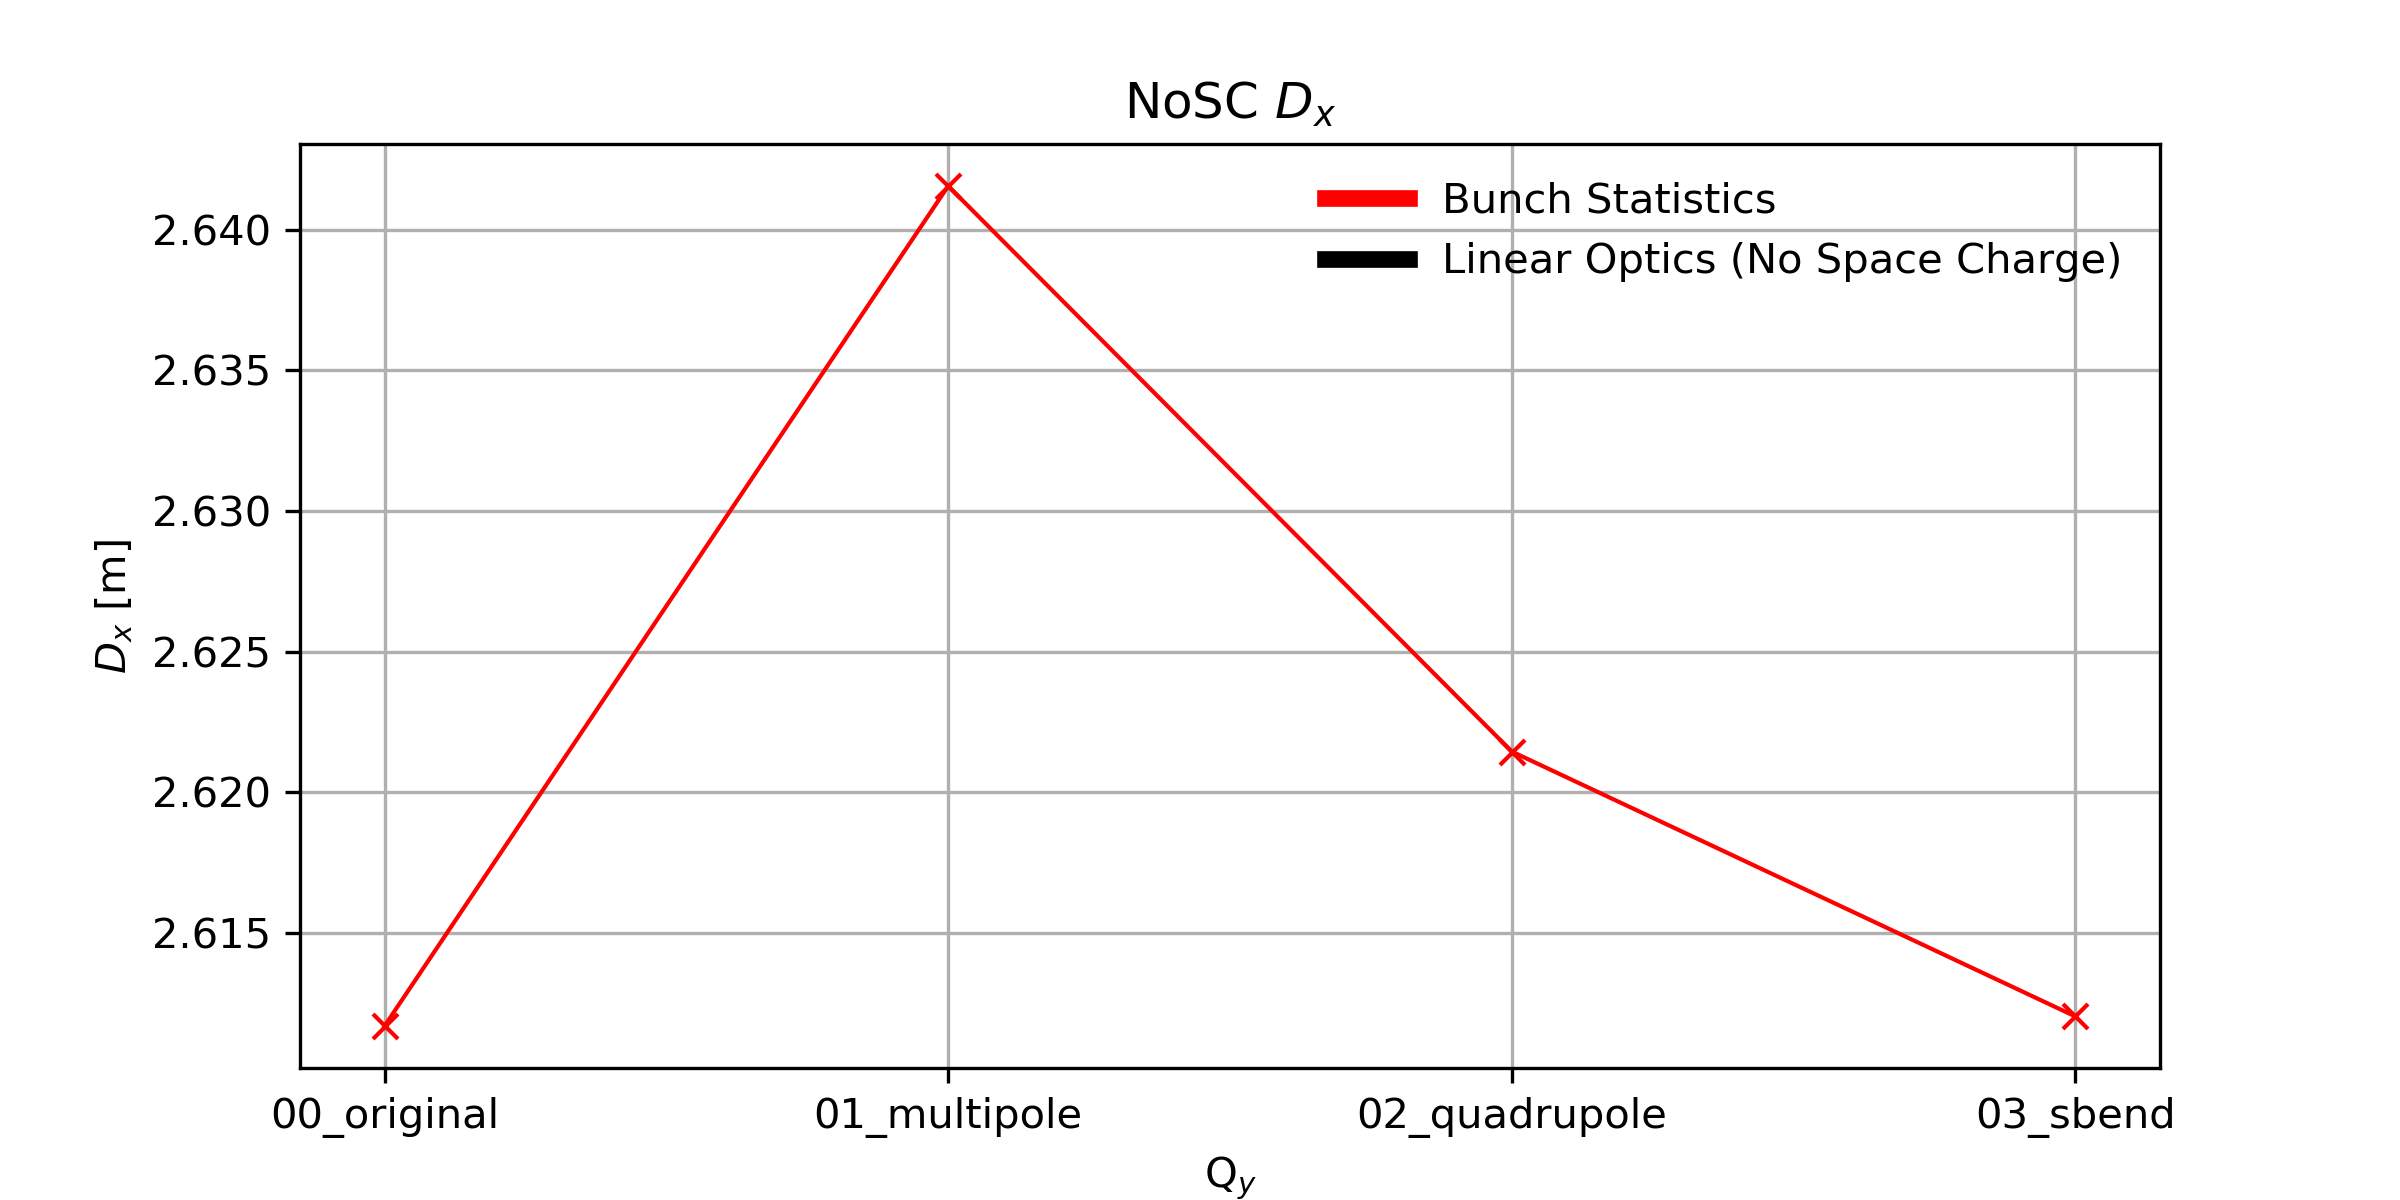 NoSC Dₓ
Bunch Statistics
Linear Optics (No Space Charge)
2.640
2.635
2.630
2.625
2.620
2.615
Dₓ [m]
00_original 01_multipole 02_quadrupole 03_sbend
Q_y